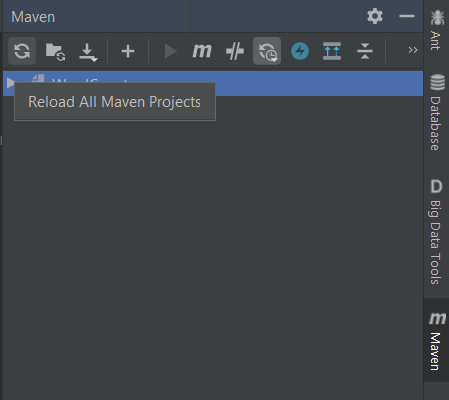 Maven
Reload All Maven Projects
Ant
Database
D
Big Data Tools
m
Maven